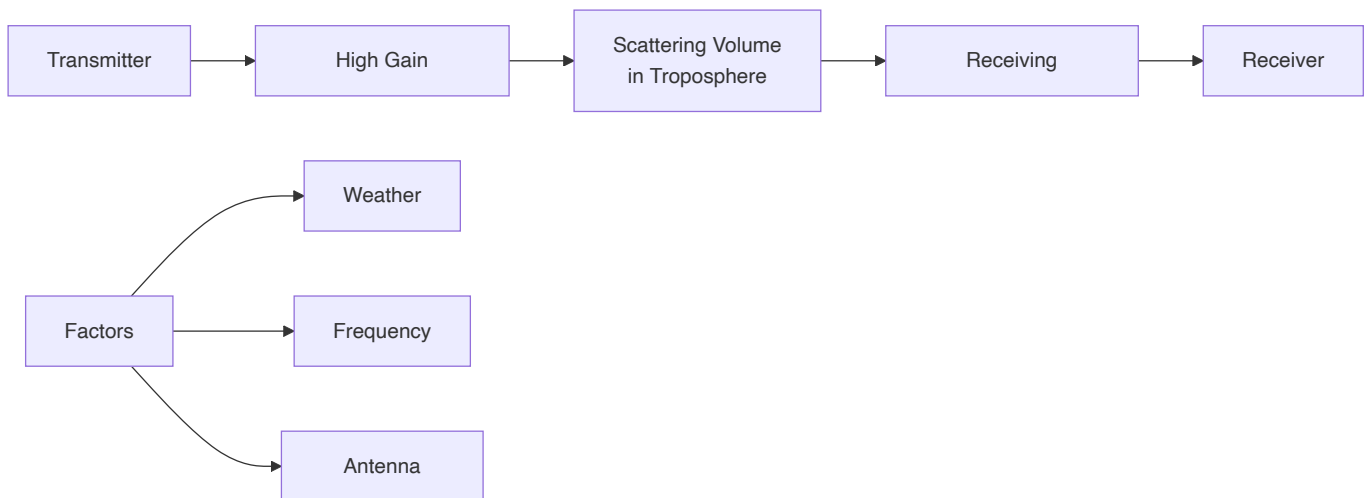 Transmitter
High Gain
Scattering Volume
in Troposphere
Receiving
Receiver
Weather
Factors
Frequency
Antenna